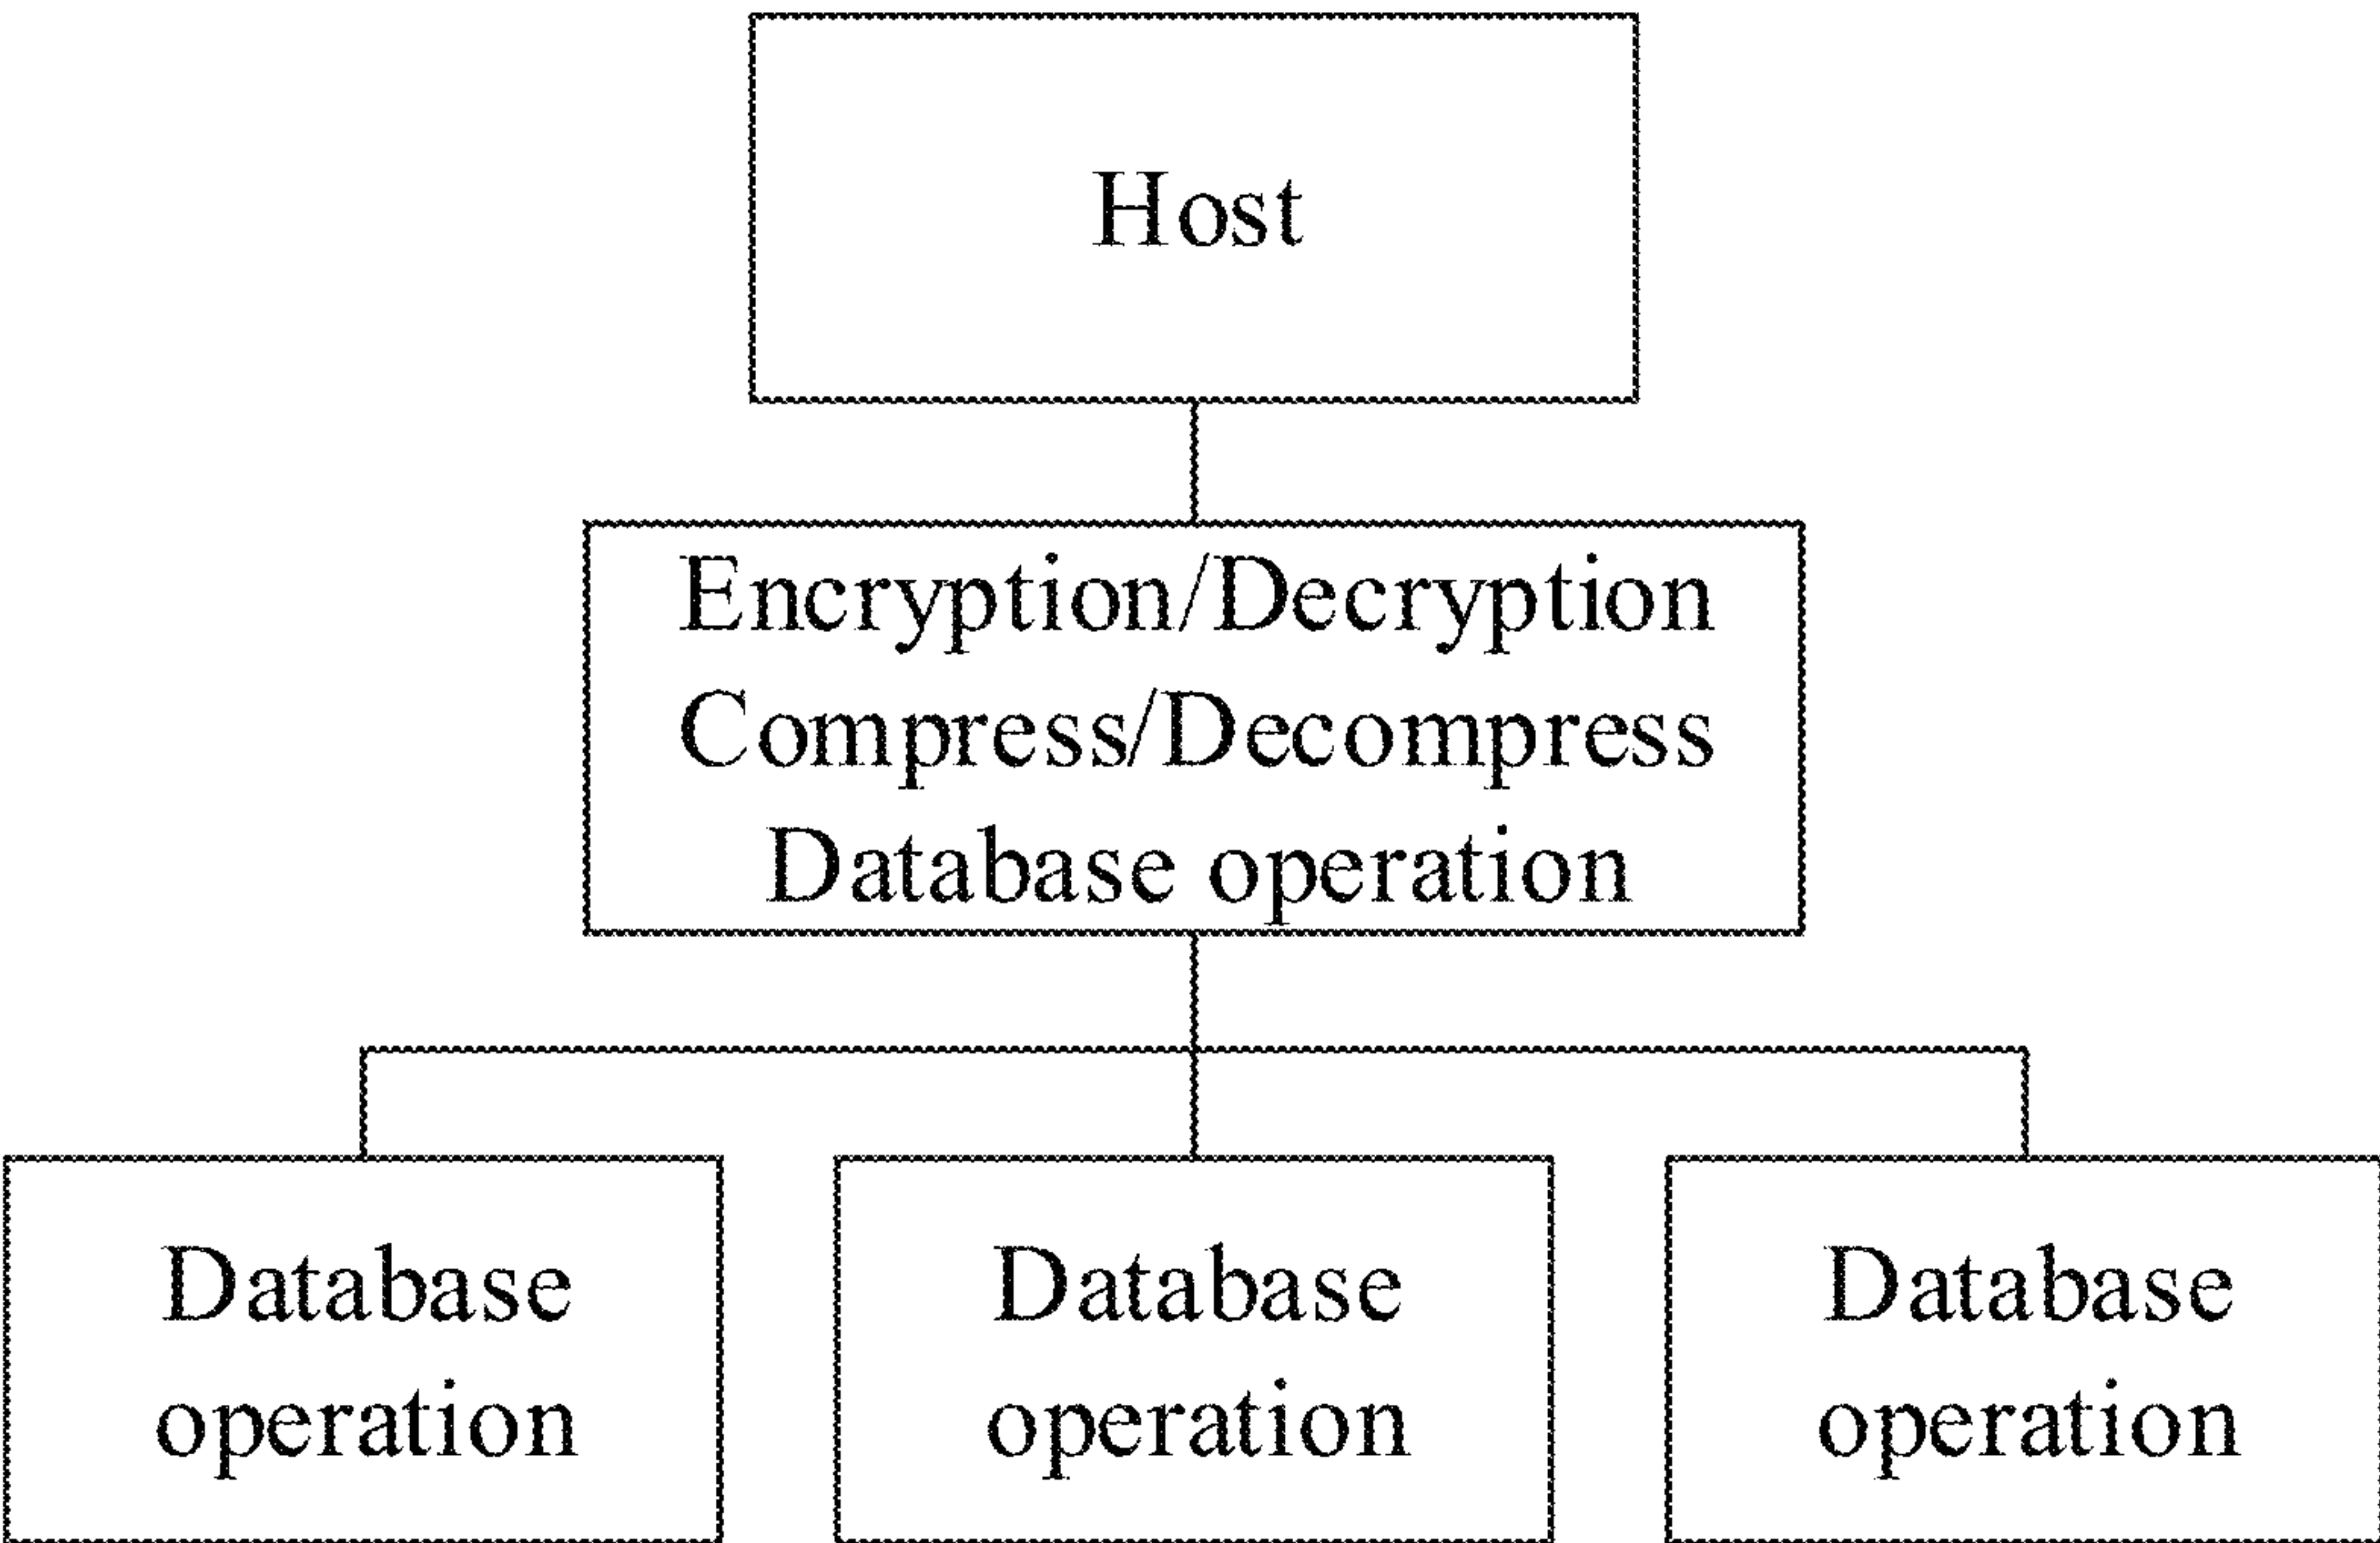 Host
Encryption/Decryption
Compress/Decompress
Database operation
Database
operation
Database
operation
Database
operation